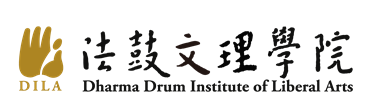 法鼓文理學院
DILA
Dharma Drum Institute of Liberal Arts